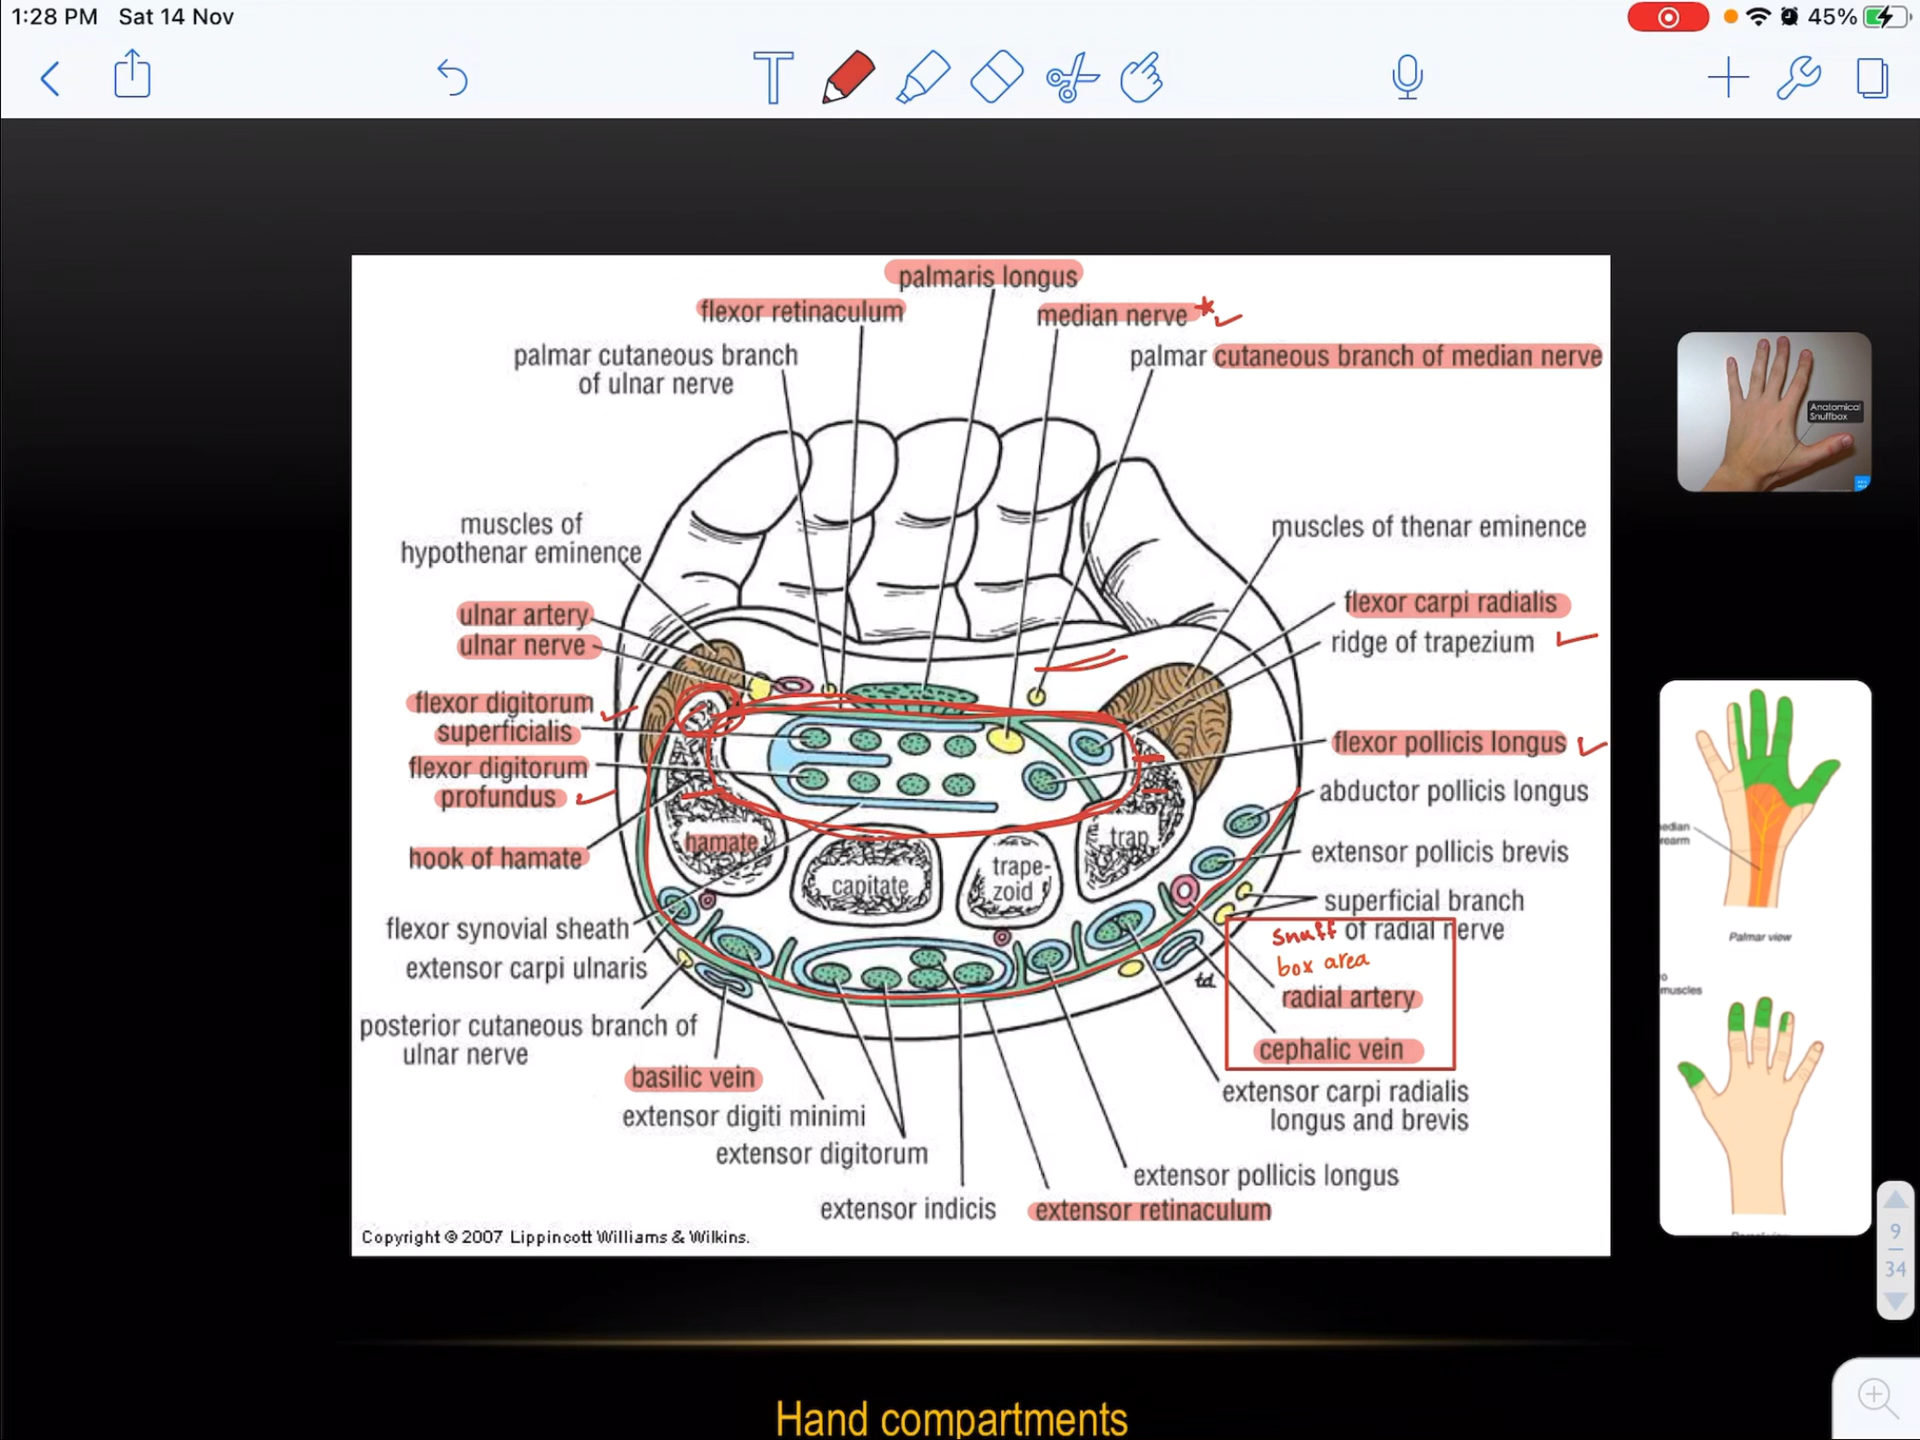 1:28 PM Sat 14 Nov
45%
palmaris longus
flexor retinaculum
median nerve *
palmar cutaneous branch
of ulnar nerve
palmar cutaneous branch of median nerve
Anatomical
Snuffbox
muscles of
hypothenar eminence
muscles of thenar eminence
ulnar artery
ulnar nerve
flexor carpi radialis
ridge of trapezium
flexor digitorum
superficialis
flexor digitorum
profundus
flexor pollicis longus
abductor pollicis longus
hook of hamate
hamate
capitate
trape-
zoid
trap
extensor pollicis brevis
superficial branch
of radial nerve
snuff
box area
radial artery
cephalic vein
flexor synovial sheath
extensor carpi ulnaris
posterior cutaneous branch of
ulnar nerve
basilic vein
extensor digiti minimi
extensor digitorum
extensor indicis
extensor retinaculum
extensor pollicis longus
extensor carpi radialis
longus and brevis
td.
Copyright © 2007 Lippincott Williams & Wilkins.
edian
rearm
Palmar view
muscles
9
34
Hand compartments